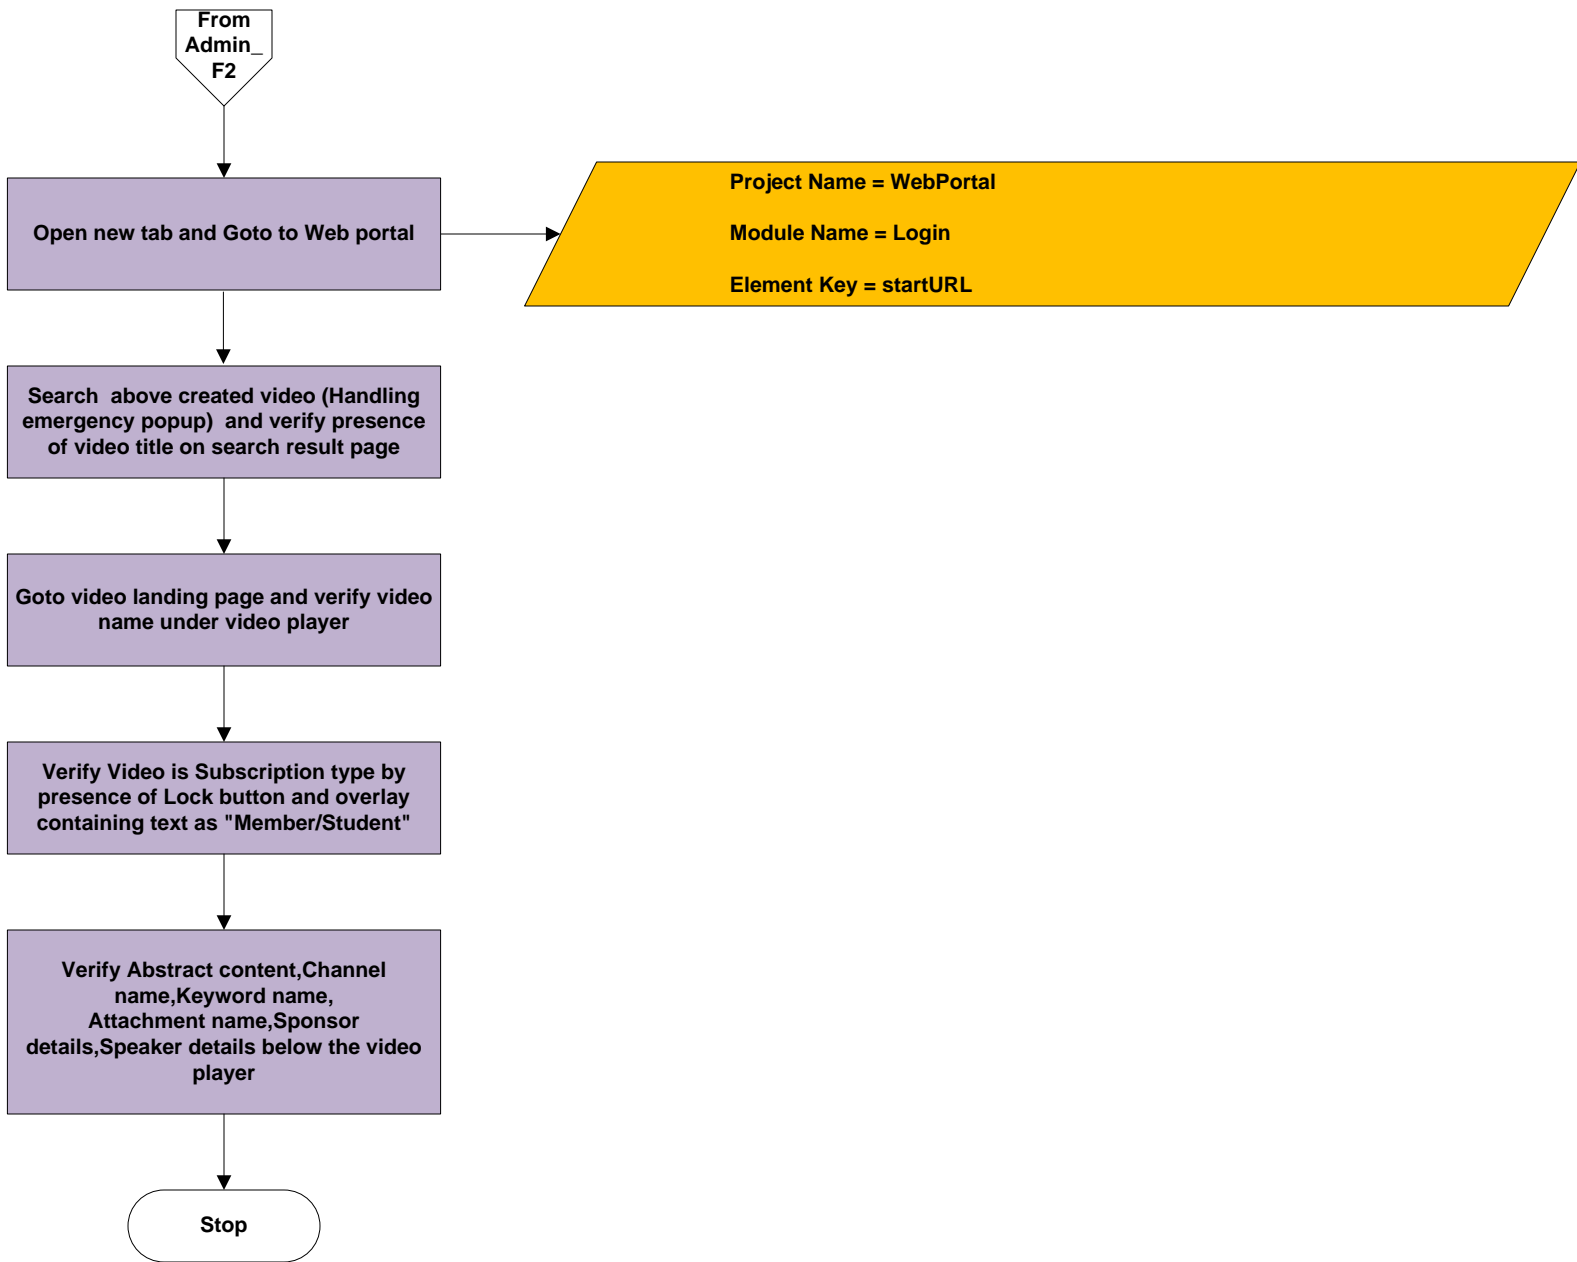 From
Admin_
F2
Open new tab and Goto to Web portal
Project Name = WebPortal
Module Name = Login
Element Key = startURL
Search  above created video (Handling
emergency popup)  and verify presence
of video title on search result page
Goto video landing page and verify video
name under video player
Verify Video is Subscription type by
presence of Lock button and overlay
containing text as "Member/Student"
Verify Abstract content,Channel
name,Keyword name,
Attachment name,Sponsor
details,Speaker details below the video
player
Stop